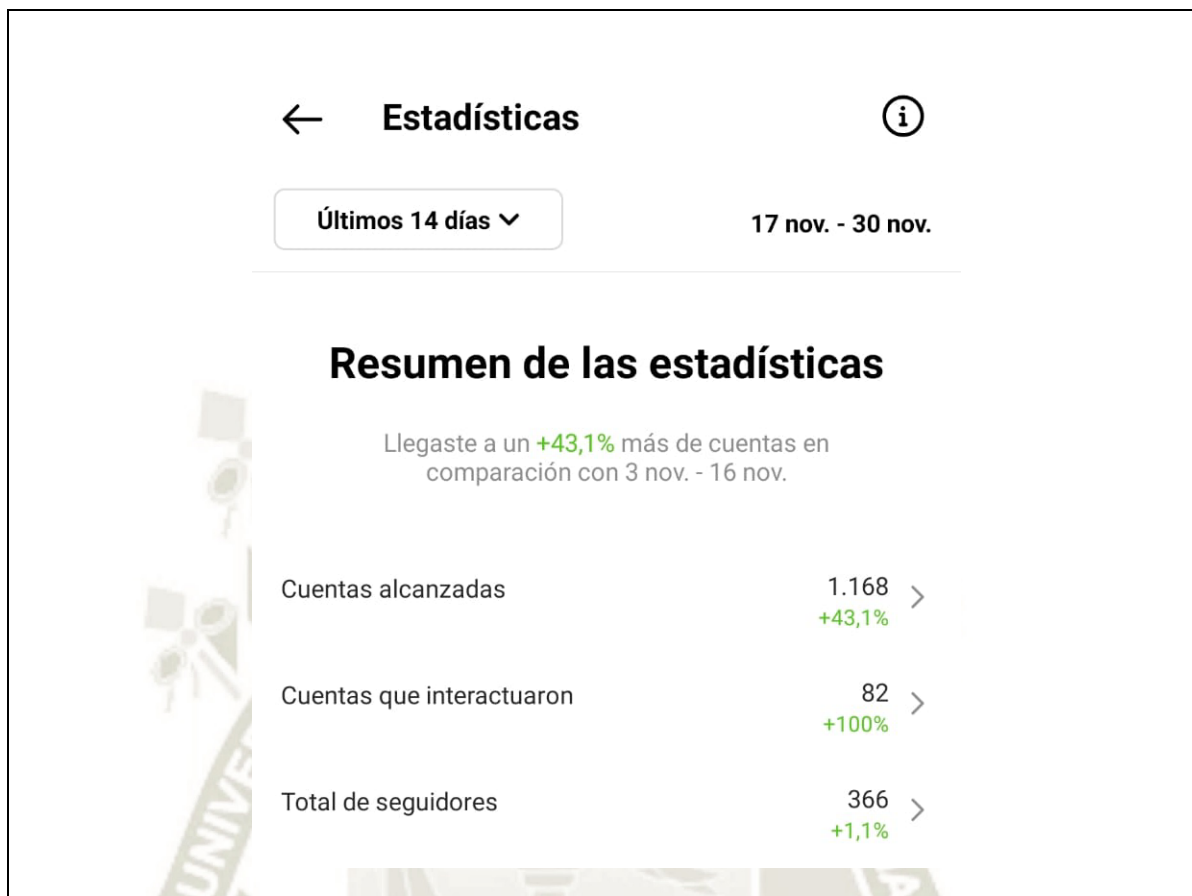 Estadísticas
Últimos 14 días
17 nov. - 30 nov.
Resumen de las estadísticas
Llegaste a un +43,1% más de cuentas en
comparación con 3 nov. - 16 nov.
Cuentas alcanzadas
1.168
+43,1%
Cuentas que interactuaron
82
+100%
Total de seguidores
366
+1,1%